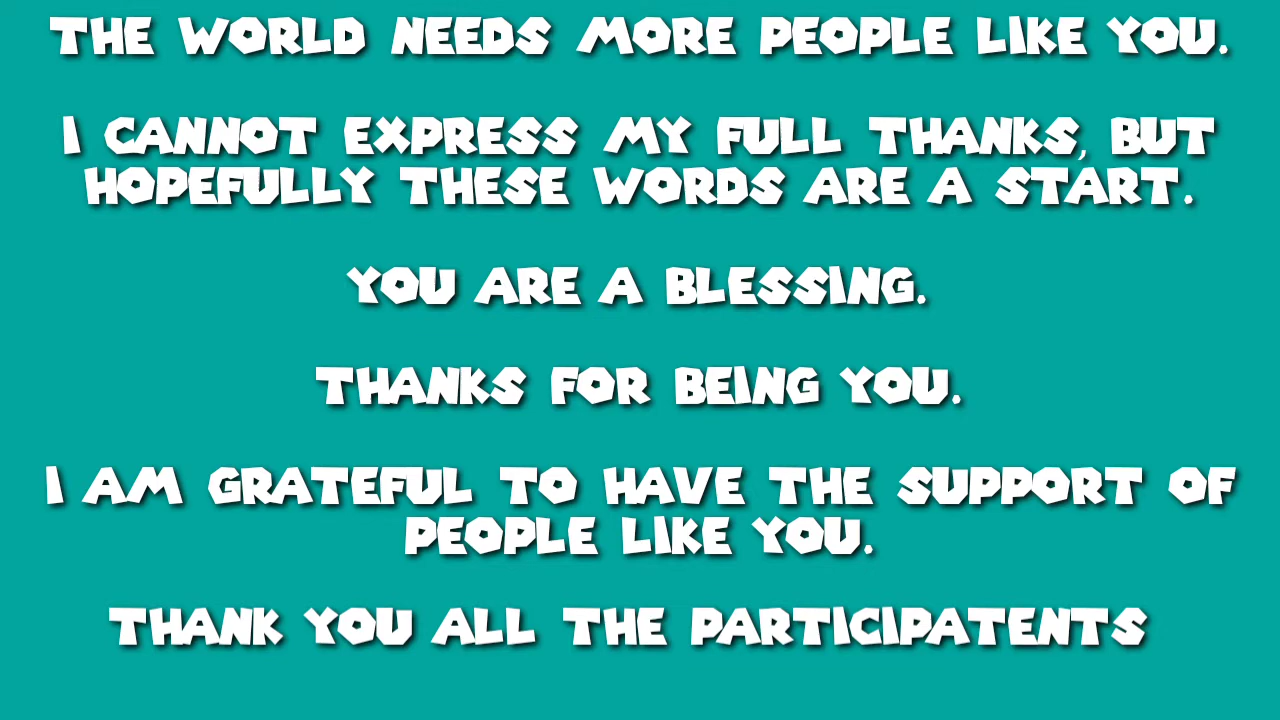 THE WORLD NEEDS MORE PEOPLE LIKE YOU.
I CANNOT EXPRESS MY FULL THANKS, BUT
HOPEFULLY THESE WORDS ARE A START.
YOU ARE A BLESSING.
THANKS FOR BEING YOU.
I AM GRATEFUL TO HAVE THE SUPPORT OF
PEOPLE LIKE YOU.
THANK YOU ALL THE PARTICIPATENTS